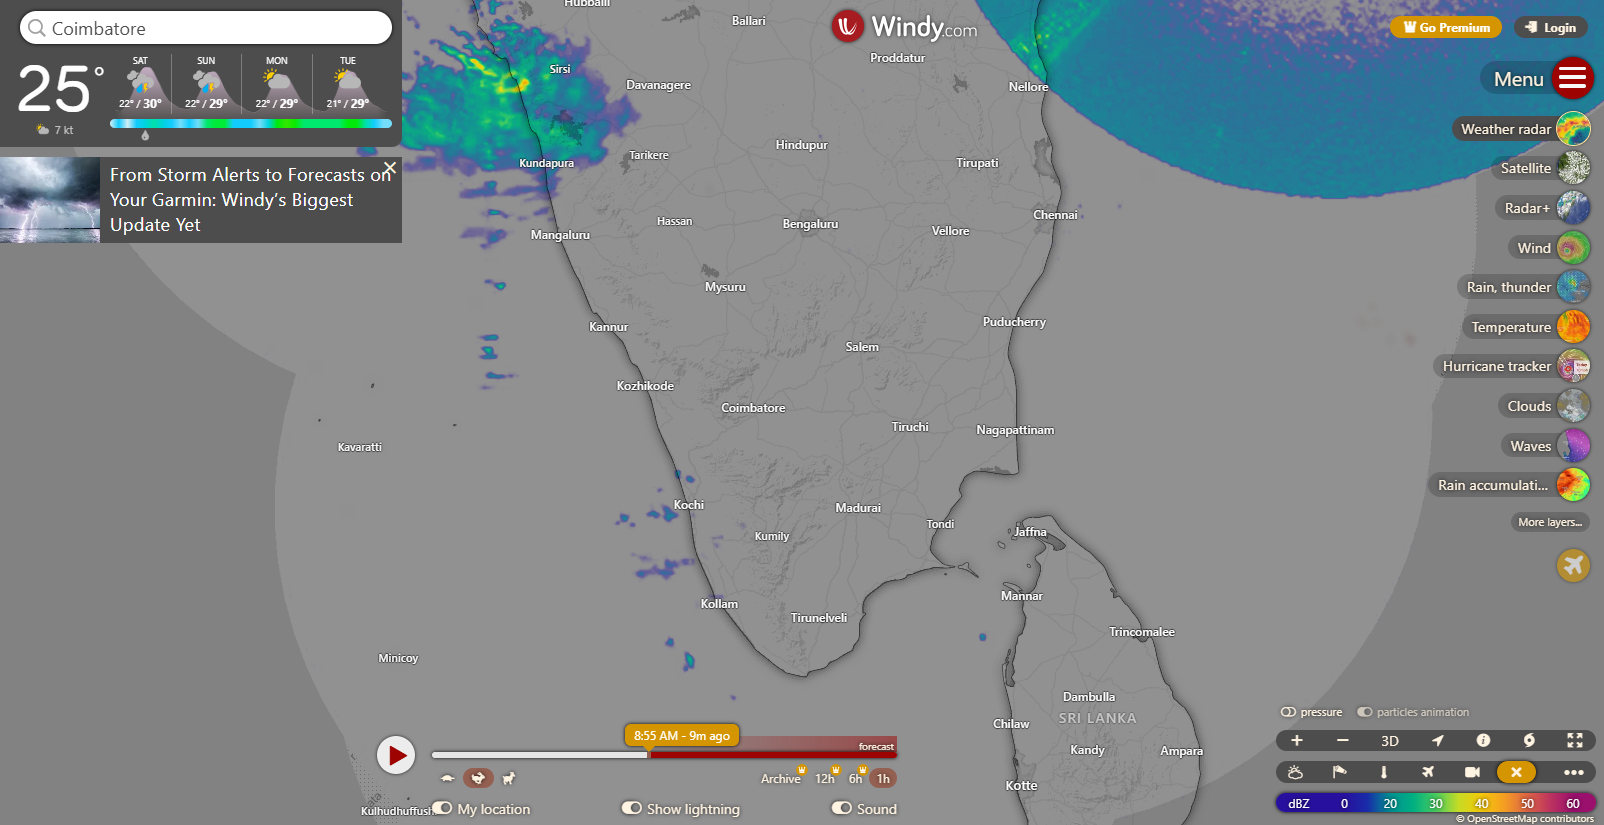 Coimbatore
25°
7 kt
SAT SUN MON TUE
22° / 30° 22° / 29° 22° / 29° 21° / 29°
From Storm Alerts to Forecasts on
Your Garmin: Windy's Biggest
Update Yet
Windy.com
Go Premium
Login
Menu
Weather radar
Satellite
Radar+
Wind
Rain, thunder
Temperature
Hurricane tracker
Clouds
Waves
Rain accumulati...
More layers...
Hubballi
Ballari
Proddatur
Sirsi
Davanagere
Nellore
Hindupur
Tarikere
Kundapura
Tirupati
Chennai
Hassan
Bengaluru
Vellore
Mangaluru
Mysuru
Puducherry
Kannur
Salem
Kozhikode
Coimbatore
Tiruchi
Nagapattinam
Kavaratti
Kochi
Madurai
Tondi
Jaffna
Kumily
Mannar
Kollam
Tirunelveli
Trincomalee
Minicoy
Dambulla
SRI LANKA
Chilaw
Kandy
Ampara
Kotte
Kulhudhuffush
8:55 AM - 9m ago
forecast
Archive 12h 6h 1h
My location
Show lightning
Sound
pressure
particles animation
+ − 3D
dBZ 0 20 30 40 50 60
© OpenStreetMap contributors